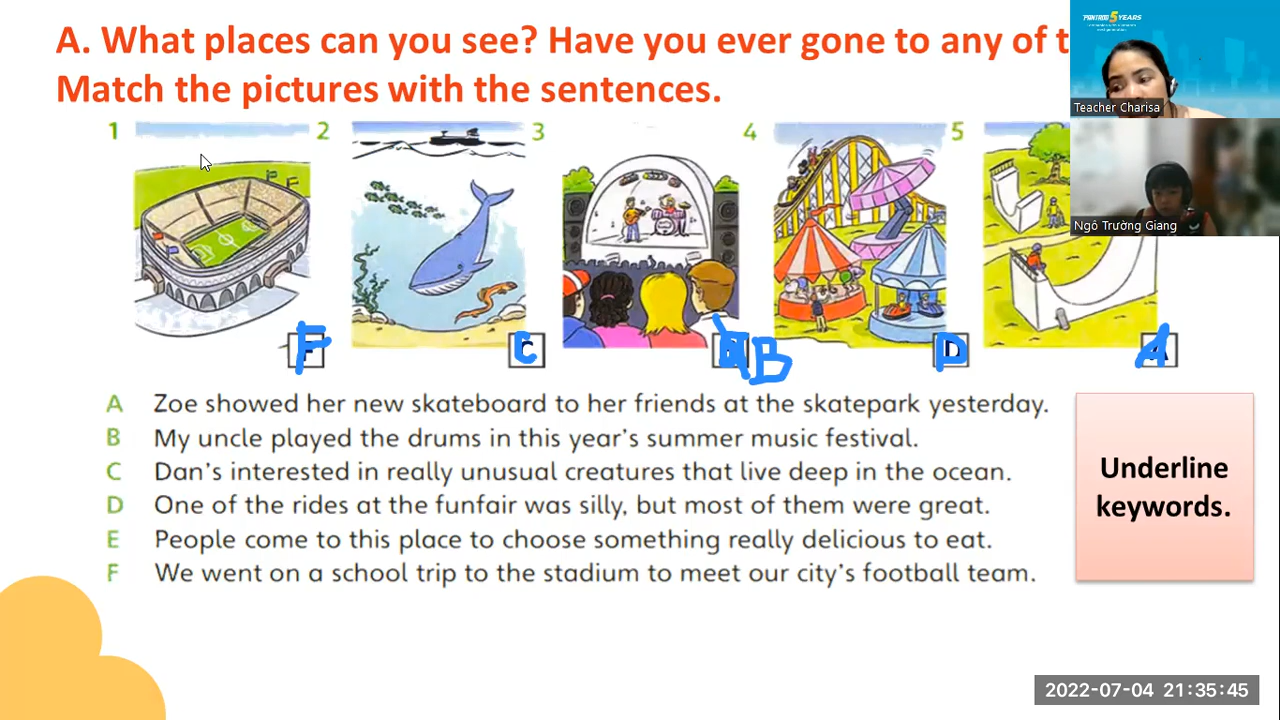 A. What places can you see? Have you ever gone to any of t
Match the pictures with the sentences.
1 2 3 4 5
F C B D A
A Zoe showed her new skateboard to her friends at the skatepark yesterday.
B My uncle played the drums in this year's summer music festival.
C Dan's interested in really unusual creatures that live deep in the ocean.
D One of the rides at the funfair was silly, but most of them were great.
E People come to this place to choose something really delicious to eat.
F We went on a school trip to the stadium to meet our city's football team.
Underline
keywords.
5 YEARS
Teacher Charisa
Ngô Trường Giang
2022-07-04 21:35:45